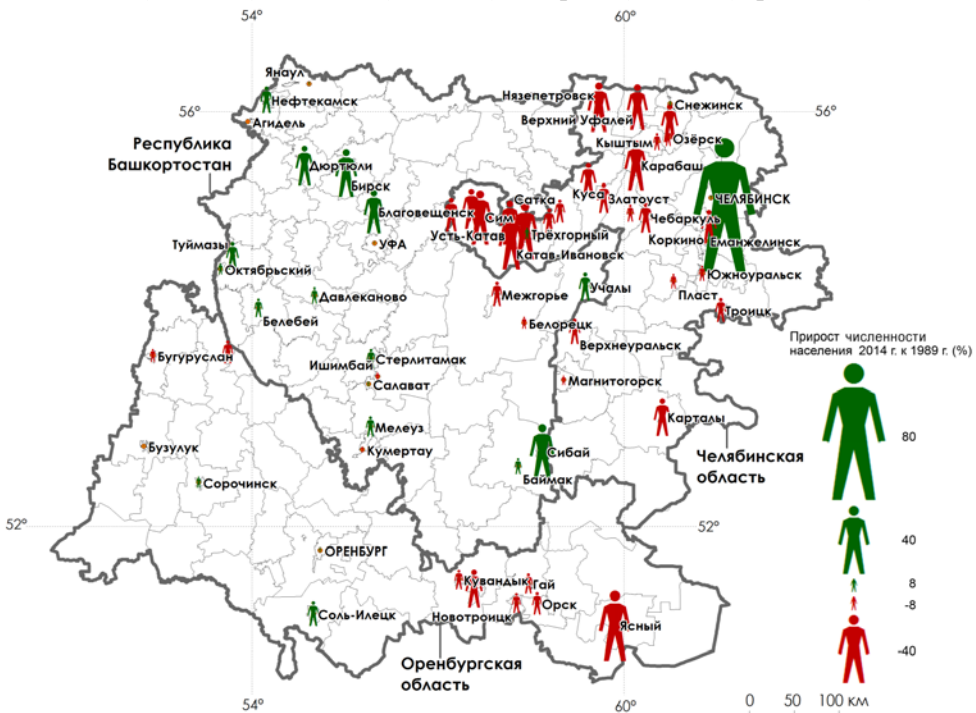 54°
60°
Янаул
Нефтекамск
56°
Агидель
Республика
Башкортостан
Дюртюли
Бирск
Благовещенск
Туймазы
УФА
Октябрьский
Давлеканово
Белебей
Стерлитамак
Ишимбай
Салават
Мелеуз
Кумертау
Бугуруслан
Бузулук
Сорочинск
52°
ОРЕНБУРГ
Соль-Илецк
Оренбургская
область
54°
Нязепетровск
Верхний Уфалей
Снежинск
56°
Озёрск
Кыштым
Карабаш
Сатка
Куса
Златоуст
ЧЕЛЯБИНСК
Сим
Усть-Катав
Трёхгорный
Катав-Ивановск
Чебаркуль
Коркино
Еманжелинск
Южноуральск
Пласт
Троицк
Межгорье
Учалы
Белорецк
Верхнеуральск
Магнитогорск
Карталы
Челябинская
область
Сибай
Баймак
52°
Кувандык
Гай
Новотроицк
Орск
Ясный
60°
Прирост численности
населения 2014 г. к 1989 г. (%)
80
40
8
-8
-40
0 50 100 км